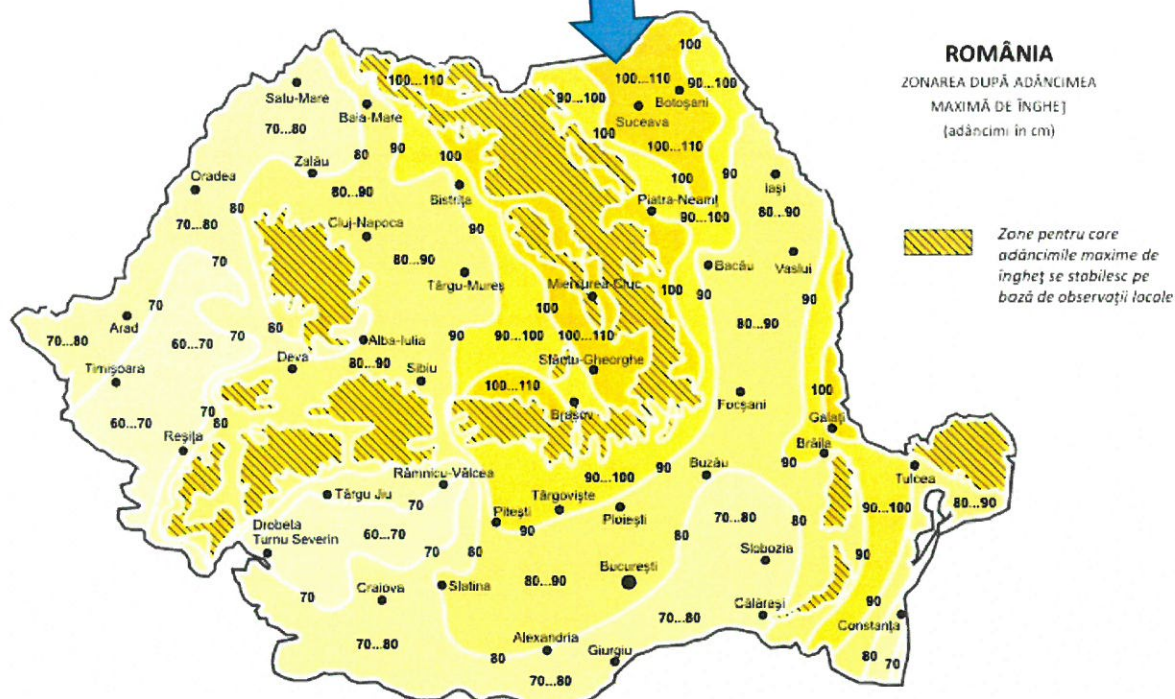 ROMÂNIA
ZONAREA DUPĂ ADÂNCIMEA
MAXIMĂ DE ÎNGHEȚ
(adâncimi în cm)
Zone pentru care
adâncimile maxime de
îngheț se stabilesc pe
bază de observații locale
100
100...110
100...110
90...100
90...100
Satu-Mare
Baia-Mare
Botoșani
Suceava
70...80
80
90
100
100
100...110
Zalău
Oradea
80
80...90
Bistrița
100
90
Iași
Piatra-Neamț
80...90
90...100
70...80
Cluj-Napoca
90
80...90
70
Târgu-Mureș
Bacău
Vaslui
100
90
90
Miercurea-Ciuc
70
Arad
100
80...90
70...80
60...70
70
80
Alba-Iulia
90
90...100
100...110
Timișoara
Deva
80...90
Sibiu
Sfântu-Gheorghe
100...110
Brașov
Focșani
100
60...70
70
80
Galați
Reșița
Brăila
90
90
Râmnicu-Vâlcea
90...100
Buzău
Tulcea
Târgu Jiu
70
Târgoviște
80...90
Pitești
90
Ploiești
70...80
80
90...100
Drobeta
Turnu Severin
60...70
70
80
80
Slobozia
90
București
Slatina
80...90
70
Craiova
Călărași
90
Constanța
70...80
70...80
Alexandria
80
Giurgiu
70...80
80
70